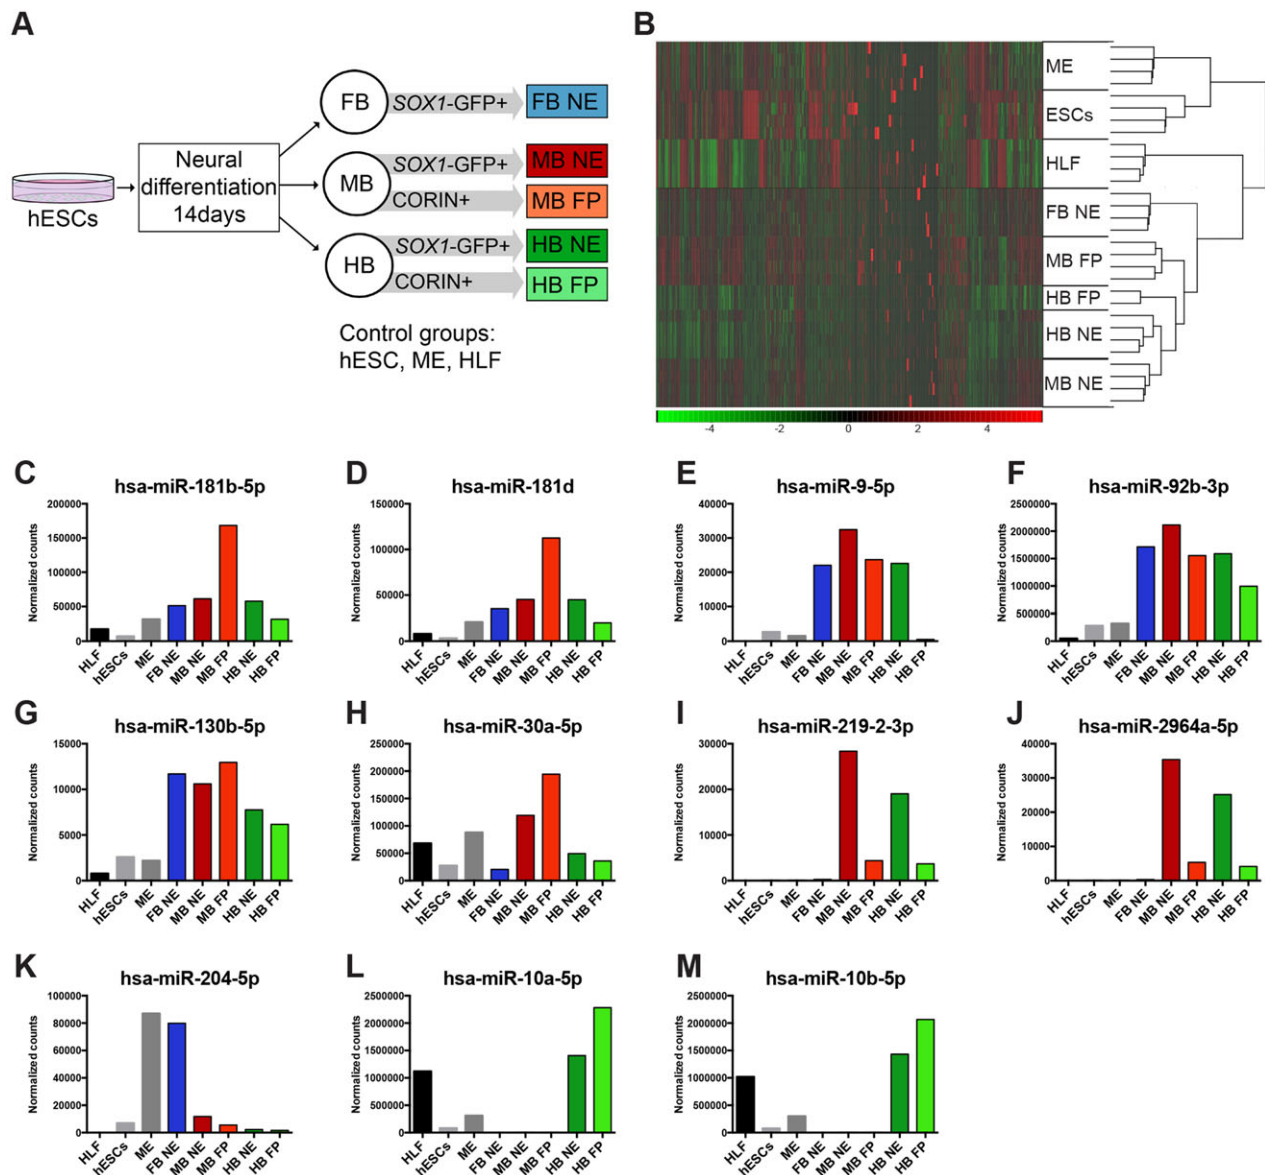 A
hESCs
Neural
differentiation
14days
FB
SOX1-GFP+
FB NE
MB
SOX1-GFP+
MB NE
CORIN+
MB FP
HB
SOX1-GFP+
HB NE
CORIN+
HB FP
Control groups:
hESC, ME, HLF
B
ME
ESCs
HLF
FB NE
MB FP
HB FP
HB NE
MB NE
-4 -2 0 2 4
C
hsa-miR-181b-5p
Normalized counts
200000
150000
100000
50000
0
HLF hESCs ME FB NE MB NE MB FP HB NE HB FP
D
hsa-miR-181d
Normalized counts
150000
100000
50000
0
HLF hESCs ME FB NE MB NE MB FP HB NE HB FP
E
hsa-miR-9-5p
Normalized counts
40000
30000
20000
10000
0
HLF hESCs ME FB NE MB NE MB FP HB NE HB FP
F
hsa-miR-92b-3p
Normalized counts
2500000
2000000
1500000
1000000
500000
0
HLF hESCs ME FB NE MB NE MB FP HB NE HB FP
G
hsa-miR-130b-5p
Normalized counts
15000
10000
5000
0
HLF hESCs ME FB NE MB NE MB FP HB NE HB FP
H
hsa-miR-30a-5p
Normalized counts
250000
200000
150000
100000
50000
0
HLF hESCs ME FB NE MB NE MB FP HB NE HB FP
I
hsa-miR-219-2-3p
Normalized counts
30000
20000
10000
0
HLF hESCs ME FB NE MB NE MB FP HB NE HB FP
J
hsa-miR-2964a-5p
Normalized counts
40000
30000
20000
10000
0
HLF hESCs ME FB NE MB NE MB FP HB NE HB FP
K
hsa-miR-204-5p
Normalized counts
100000
80000
60000
40000
20000
0
HLF hESCs ME FB NE MB NE MB FP HB NE HB FP
L
hsa-miR-10a-5p
Normalized counts
2500000
2000000
1500000
1000000
500000
0
HLF hESCs ME FB NE MB NE MB FP HB NE HB FP
M
hsa-miR-10b-5p
Normalized counts
2500000
2000000
1500000
1000000
500000
0
HLF hESCs ME FB NE MB NE MB FP HB NE HB FP